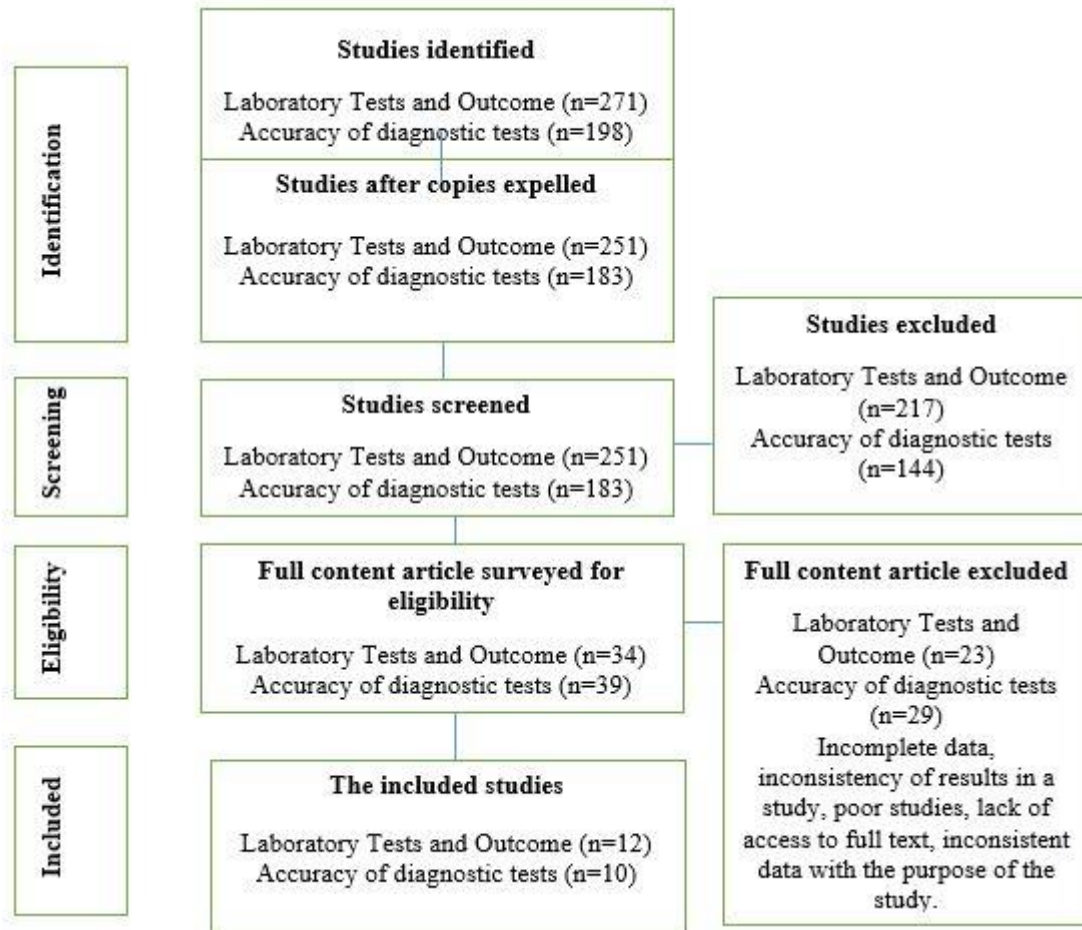 Identification
Studies identified
Laboratory Tests and Outcome (n=271)
Accuracy of diagnostic tests (n=198)
Studies after copies expelled
Laboratory Tests and Outcome (n=251)
Accuracy of diagnostic tests (n=183)
Screening
Studies screened
Laboratory Tests and Outcome (n=251)
Accuracy of diagnostic tests (n=183)
Studies excluded
Laboratory Tests and Outcome
(n=217)
Accuracy of diagnostic tests
(n=144)
Eligibility
Full content article surveyed for
eligibility
Laboratory Tests and Outcome (n=34)
Accuracy of diagnostic tests (n=39)
Full content article excluded
Laboratory Tests and
Outcome (n=23)
Accuracy of diagnostic tests
(n=29)
Incomplete data,
inconsistency of results in a
study, poor studies, lack of
access to full text, inconsistent
data with the purpose of the
study.
Included
The included studies
Laboratory Tests and Outcome (n=12)
Accuracy of diagnostic tests (n=10)